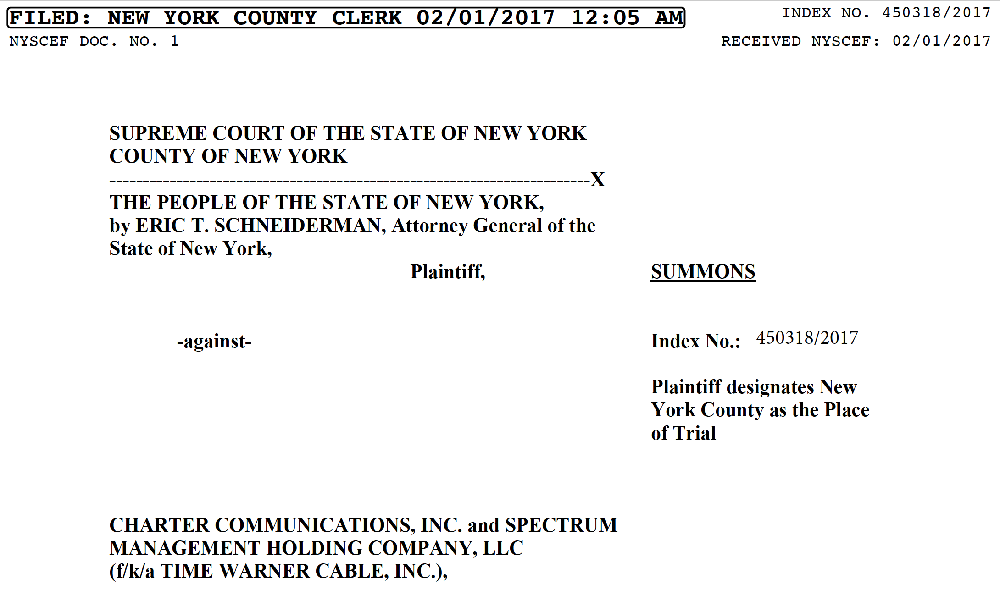 FILED: NEW YORK COUNTY CLERK 02/01/2017 12:05 AM
INDEX NO. 450318/2017
NYSCEF DOC. NO. 1
RECEIVED NYSCEF: 02/01/2017
SUPREME COURT OF THE STATE OF NEW YORK
COUNTY OF NEW YORK
------------------------------------------------------------------------X
THE PEOPLE OF THE STATE OF NEW YORK,
by ERIC T. SCHNEIDERMAN, Attorney General of the
State of New York,
Plaintiff,
SUMMONS
-against-
Index No.: 450318/2017
Plaintiff designates New
York County as the Place
of Trial
CHARTER COMMUNICATIONS, INC. and SPECTRUM
MANAGEMENT HOLDING COMPANY, LLC
(f/k/a TIME WARNER CABLE, INC.),